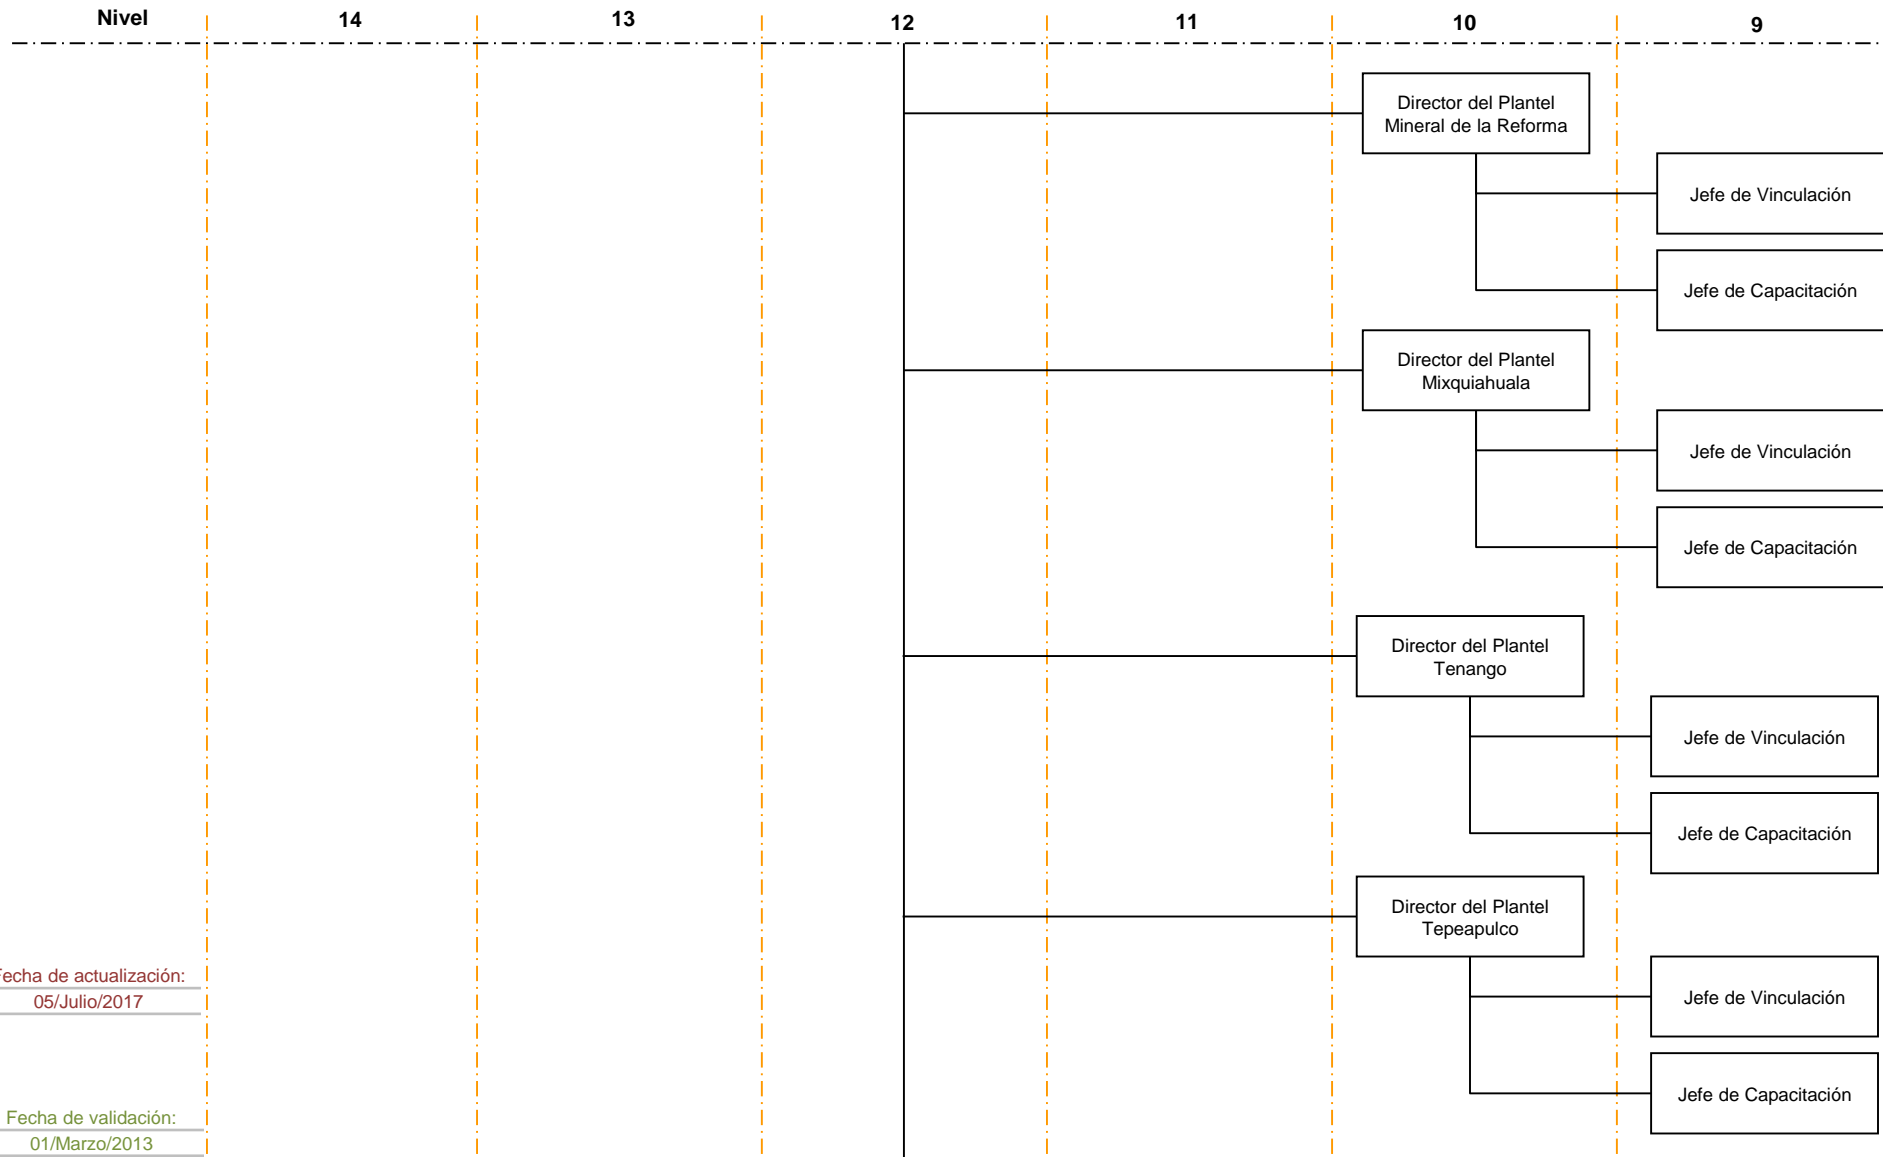 Nivel 14 13 12 11 10 9
Director del Plantel
Mineral de la Reforma
Jefe de Vinculación
Jefe de Capacitación
Director del Plantel
Mixquiahuala
Jefe de Vinculación
Jefe de Capacitación
Director del Plantel
Tenango
Jefe de Vinculación
Jefe de Capacitación
Director del Plantel
Tepeapulco
Jefe de Vinculación
Jefe de Capacitación
Fecha de actualización:
05/Julio/2017
Fecha de validación:
01/Marzo/2013